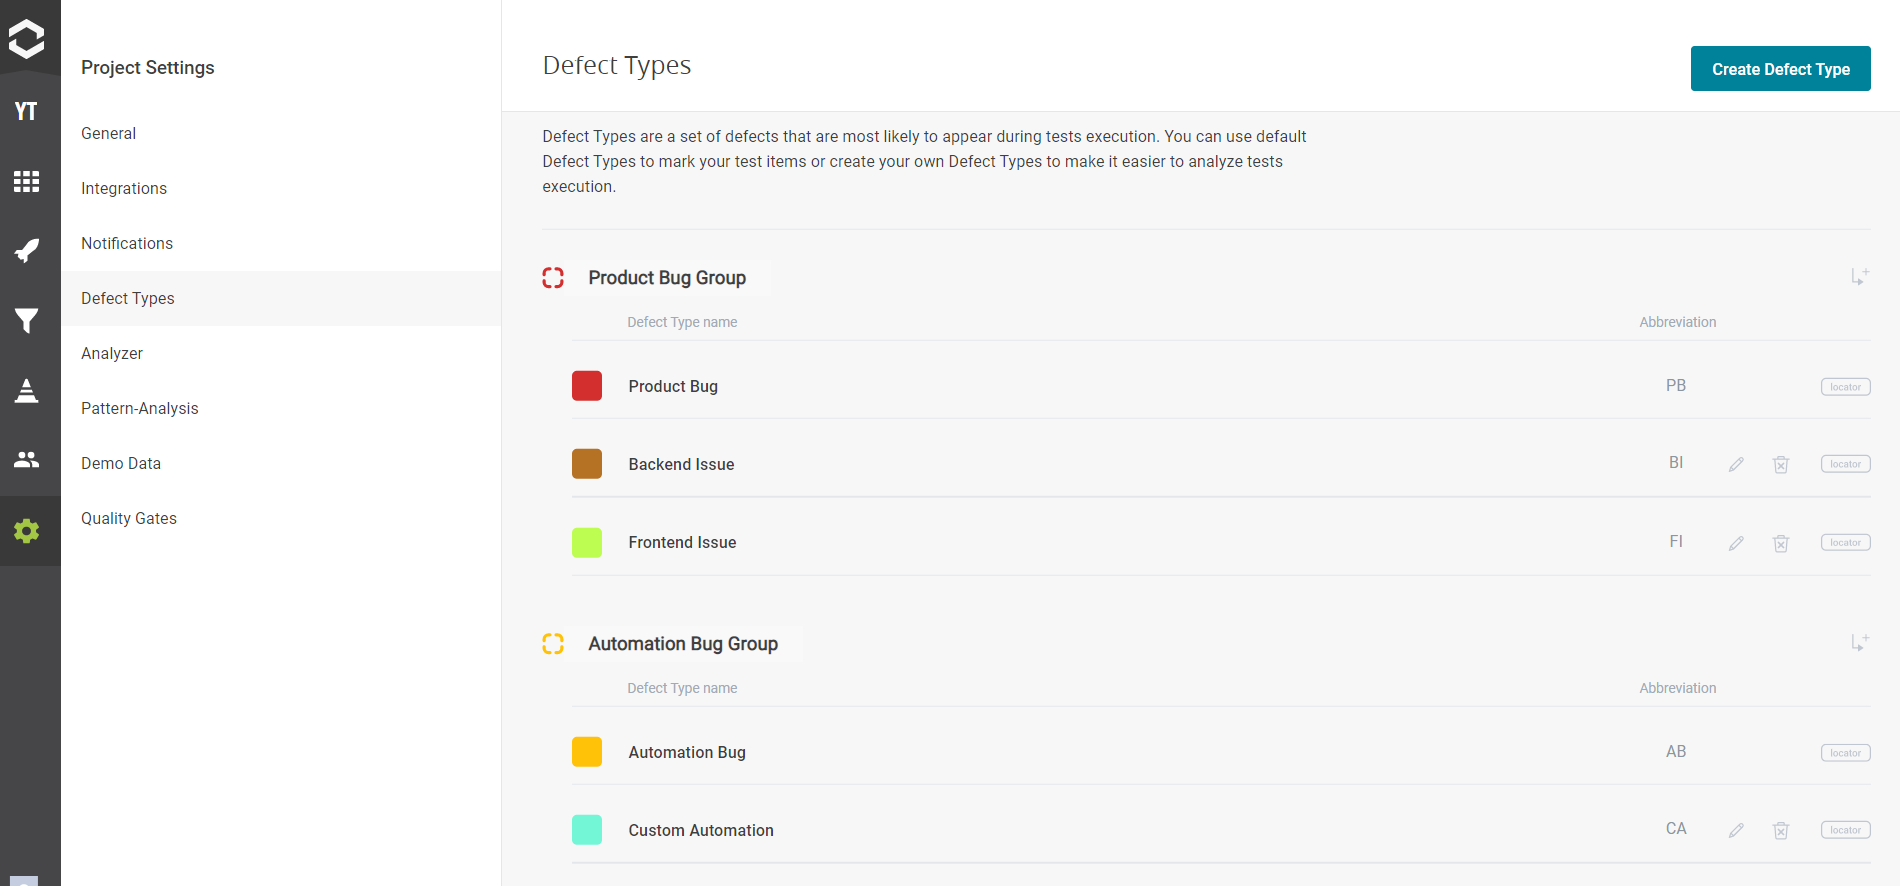 YT
Project Settings
General
Integrations
Notifications
Defect Types
Analyzer
Pattern-Analysis
Demo Data
Quality Gates
Defect Types
Create Defect Type
Defect Types are a set of defects that are most likely to appear during tests execution. You can use default
Defect Types to mark your test items or create your own Defect Types to make it easier to analyze tests
execution.
Product Bug Group
Defect Type name Abbreviation
Product Bug PB locator
Backend Issue BI locator
Frontend Issue FI locator
Automation Bug Group
Defect Type name Abbreviation
Automation Bug AB locator
Custom Automation CA locator